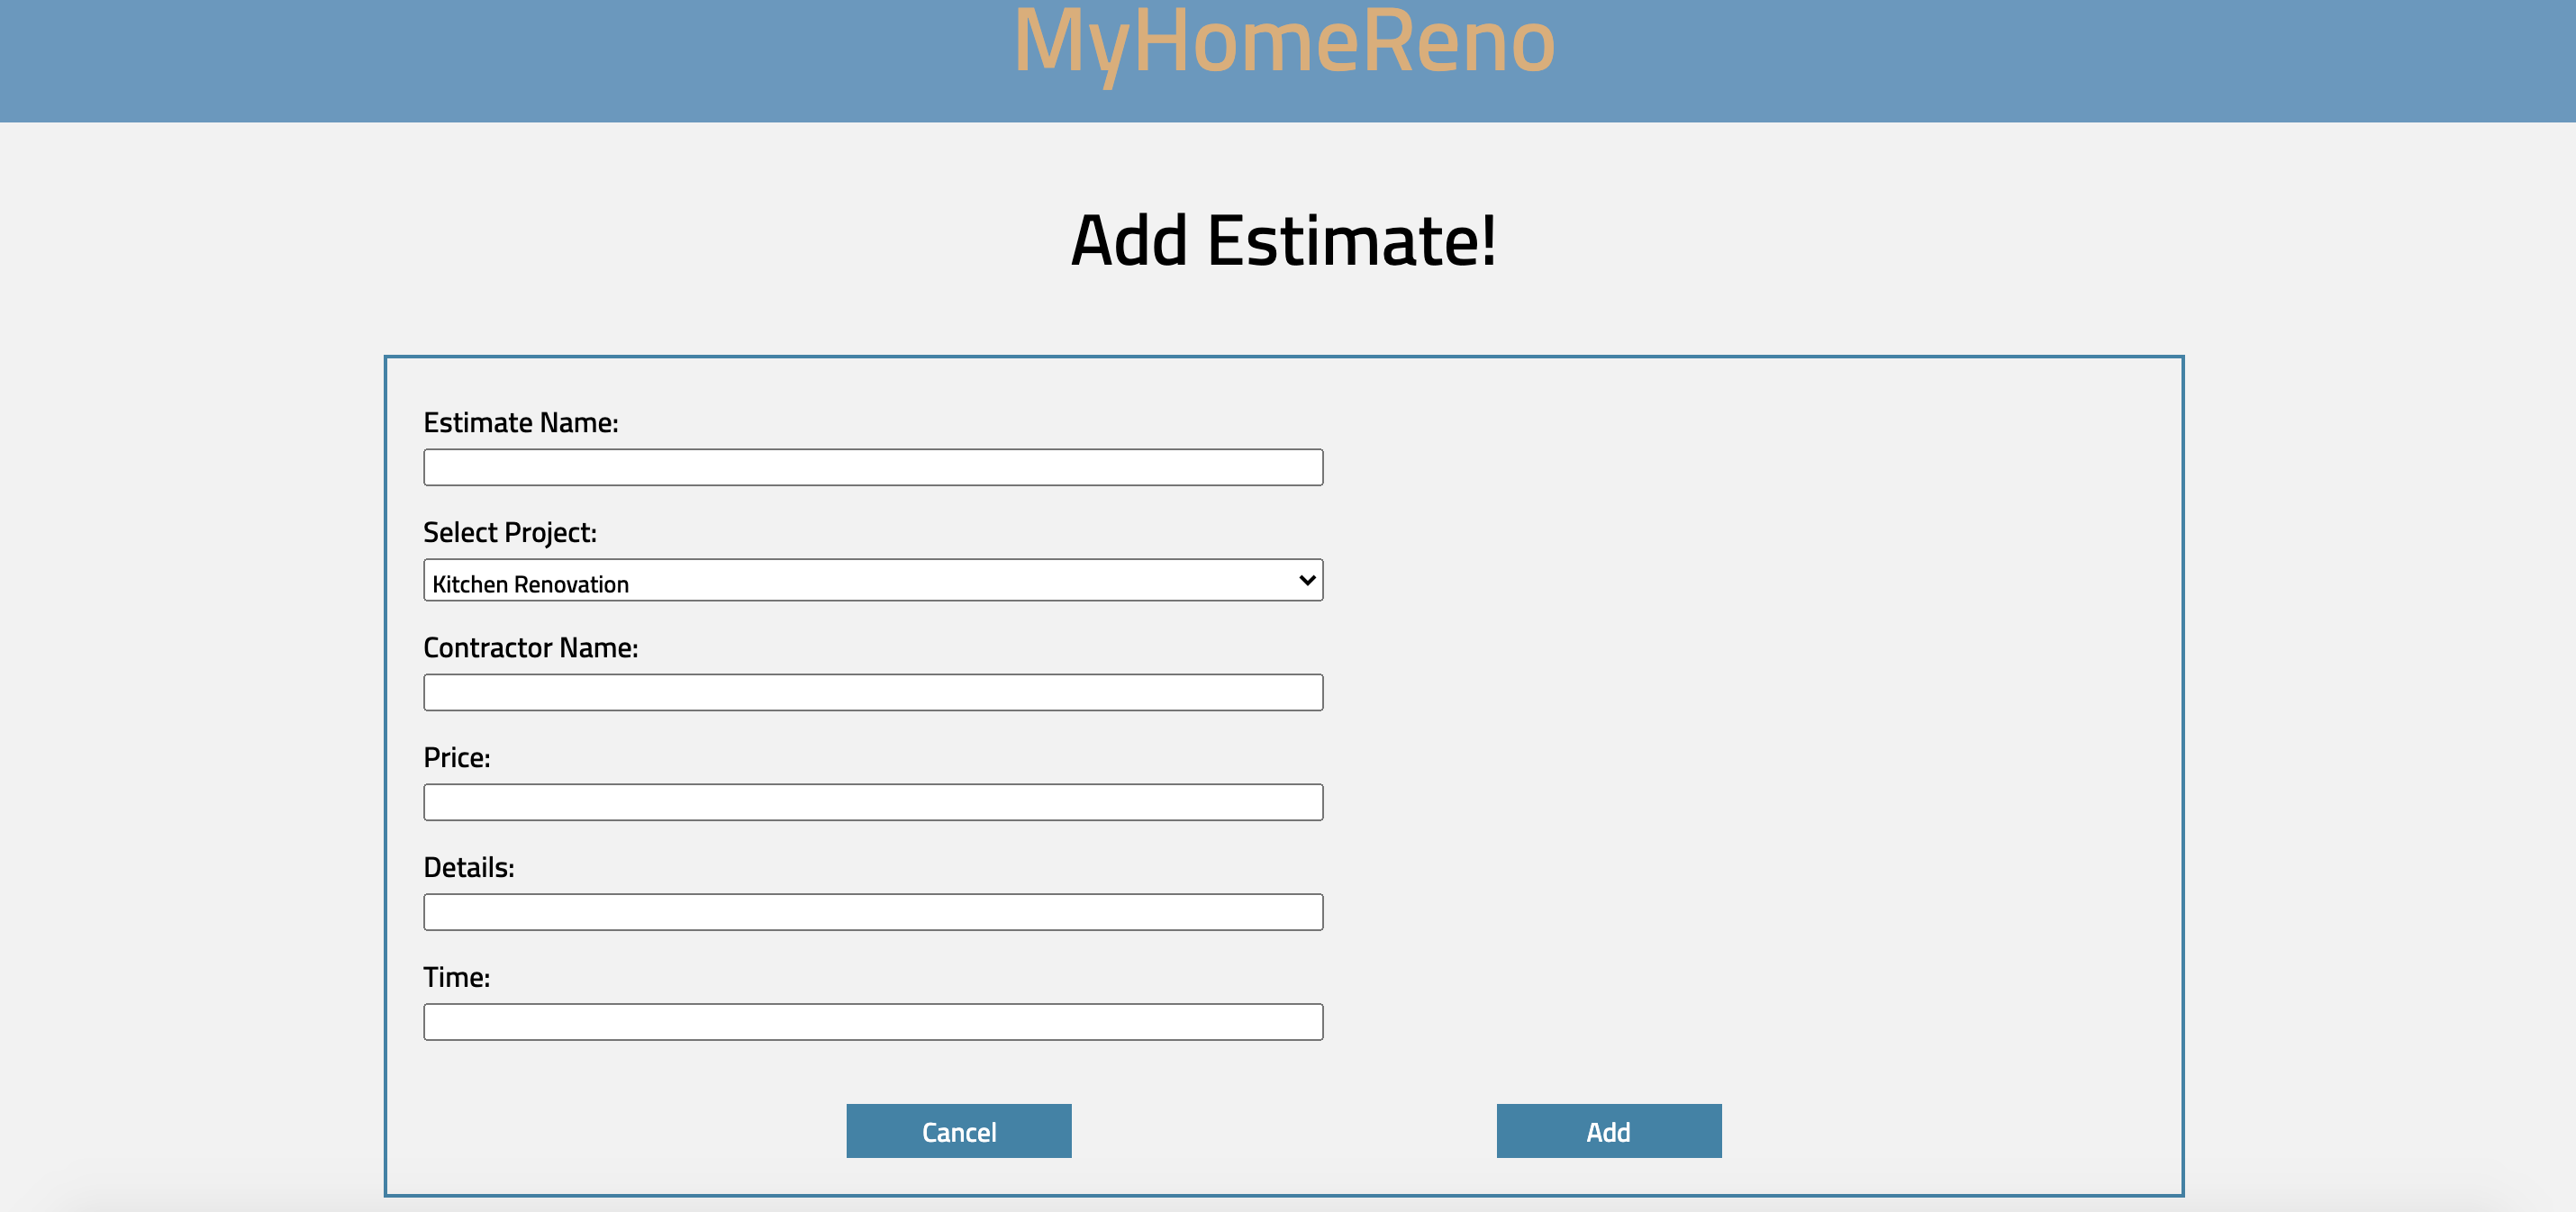 MyHomeReno
Add Estimate!
Estimate Name:
Select Project:
Kitchen Renovation
Contractor Name:
Price:
Details:
Time:
Cancel
Add